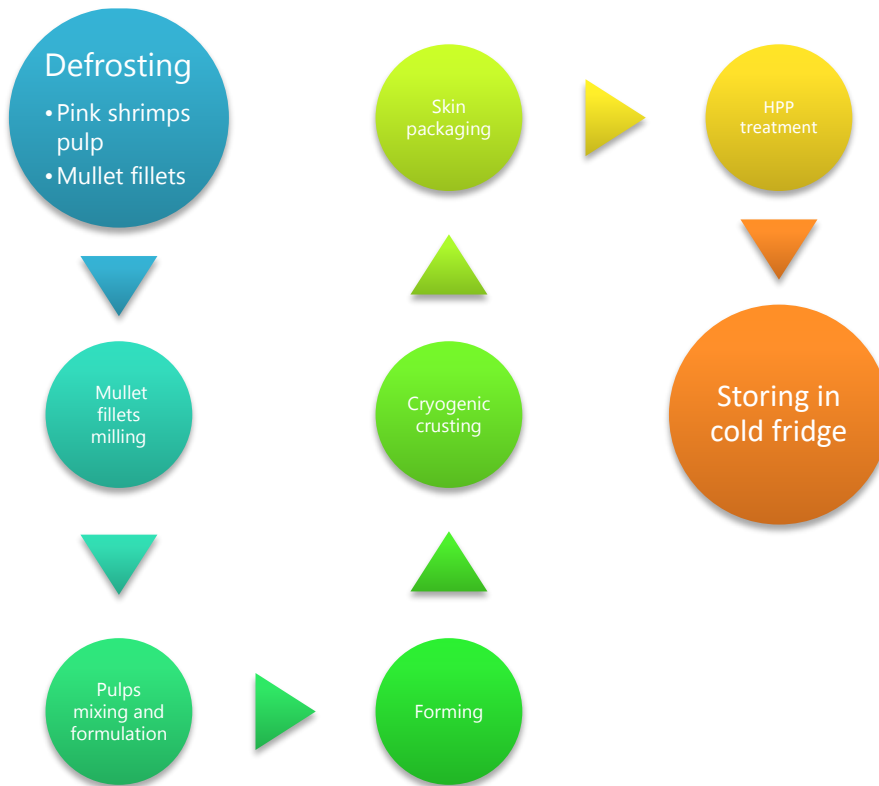 Defrosting
• Pink shrimps
pulp
• Mullet fillets
Mullet
fillets
milling
Pulps
mixing and
formulation
Forming
Cryogenic
crusting
Skin
packaging
HPP
treatment
Storing in
cold fridge